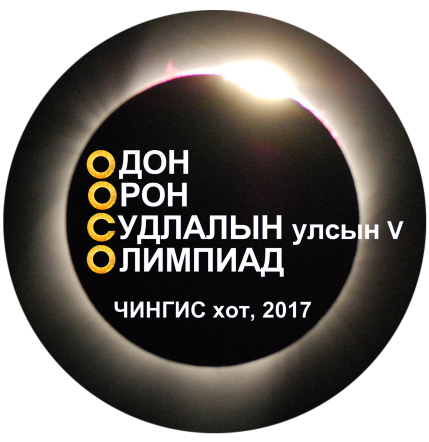 ОДОН
ОРОН
СУДЛАЛЫН улсын V
ОЛИМПИАД
ЧИНГИС хот, 2017